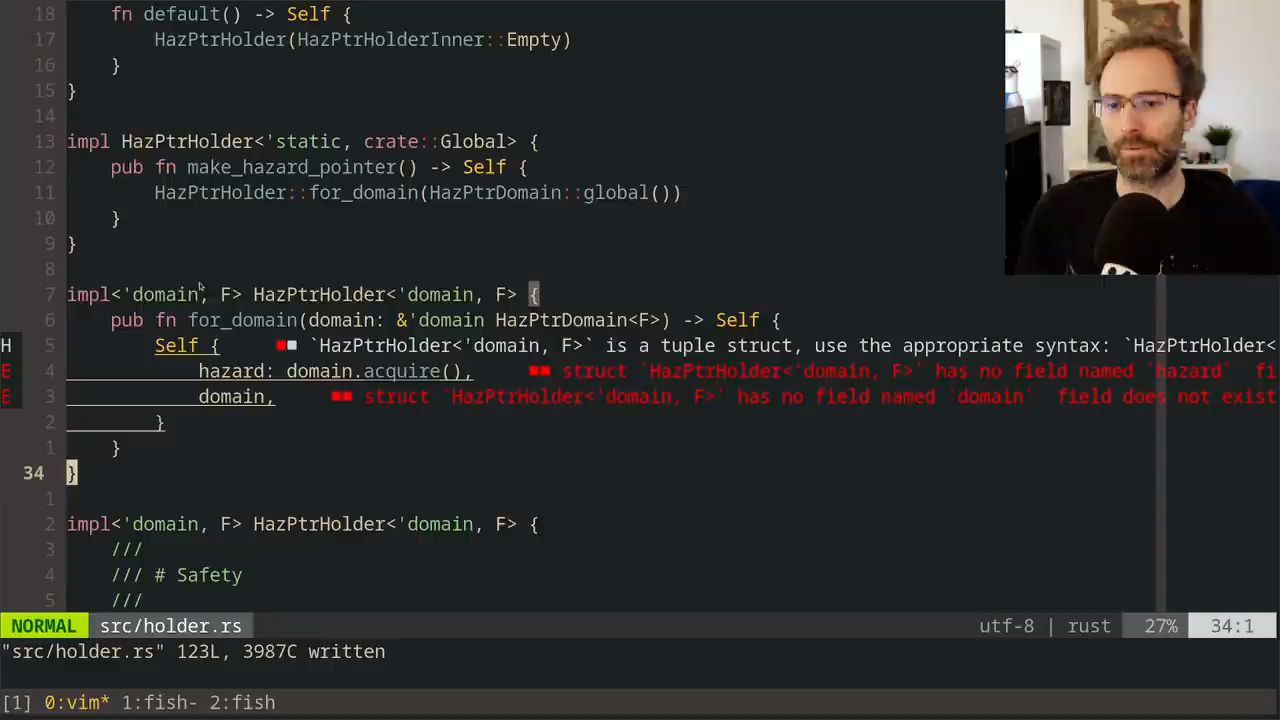 18 fn default() -> Self {
17 HazPtrHolder(HazPtrHolderInner::Empty)
16 }
15 }
14
13 impl HazPtrHolder<'static, crate::Global> {
12 pub fn make_hazard_pointer() -> Self {
11 HazPtrHolder::for_domain(HazPtrDomain::global())
10 }
9 }
8
7 impl<'domain, F> HazPtrHolder<'domain, F> {
6 pub fn for_domain(domain: &'domain HazPtrDomain<F>) -> Self {
H 5 Self { ■■ `HazPtrHolder<'domain, F>` is a tuple struct, use the appropriate syntax: `HazPtrHolder<
E 4 hazard: domain.acquire(), ■■ struct `HazPtrHolder<'domain, F>` has no field named `hazard` fi
E 3 domain, ■■ struct `HazPtrHolder<'domain, F>` has no field named `domain` field does not exist
2 }
1 }
34 }
1
2 impl<'domain, F> HazPtrHolder<'domain, F> {
3 ///
4 /// # Safety
5 ///
NORMAL src/holder.rs utf-8 | rust 27% 34:1
"src/holder.rs" 123L, 3987C written
[1] 0:vim* 1:fish- 2:fish